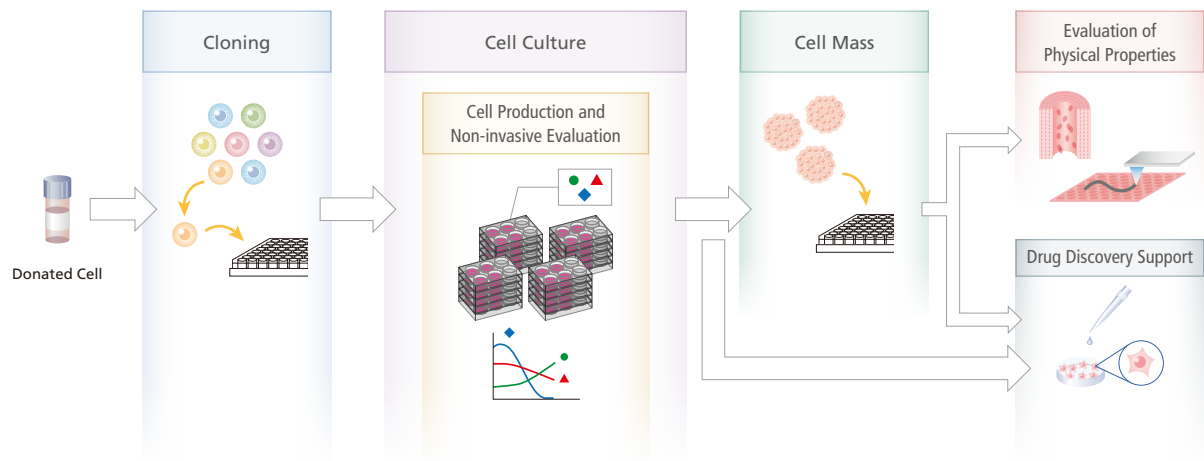 Donated Cell
Cloning
Cell Culture
Cell Production and
Non-invasive Evaluation
Cell Mass
Evaluation of
Physical Properties
Drug Discovery Support